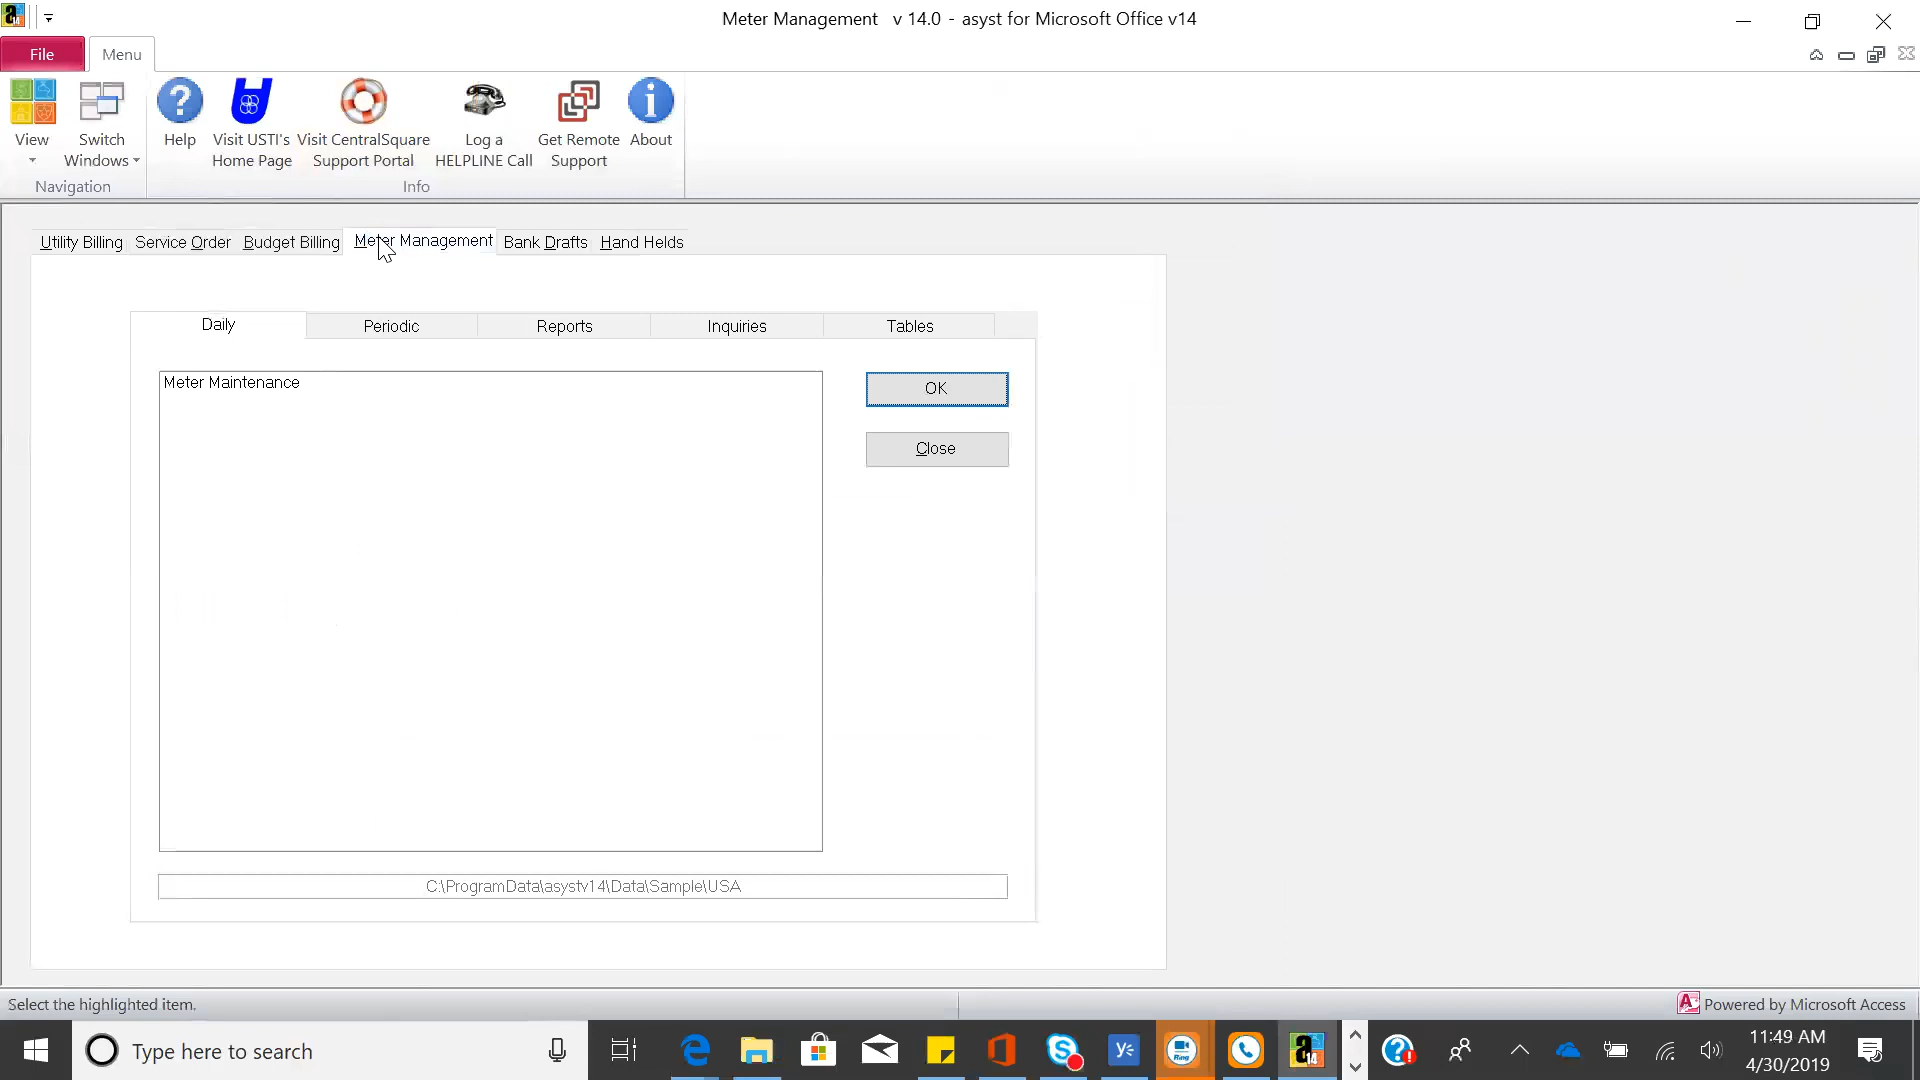 Meter Management v 14.0 - asyst for Microsoft Office v14
File
Menu
View
Switch Windows
Help
Visit USTI's Home Page
Visit CentralSquare Support Portal
Log a HELPLINE Call
Get Remote Support
About
Navigation
Info
Utility Billing
Service Order
Budget Billing
Meter Management
Bank Drafts
Hand Helds
Daily
Periodic
Reports
Inquiries
Tables
Meter Maintenance
OK
Close
C:\ProgramData\asystv14\Data\Sample\USA
Select the highlighted item.
Powered by Microsoft Access
Type here to search
Ring
11:49 AM
4/30/2019